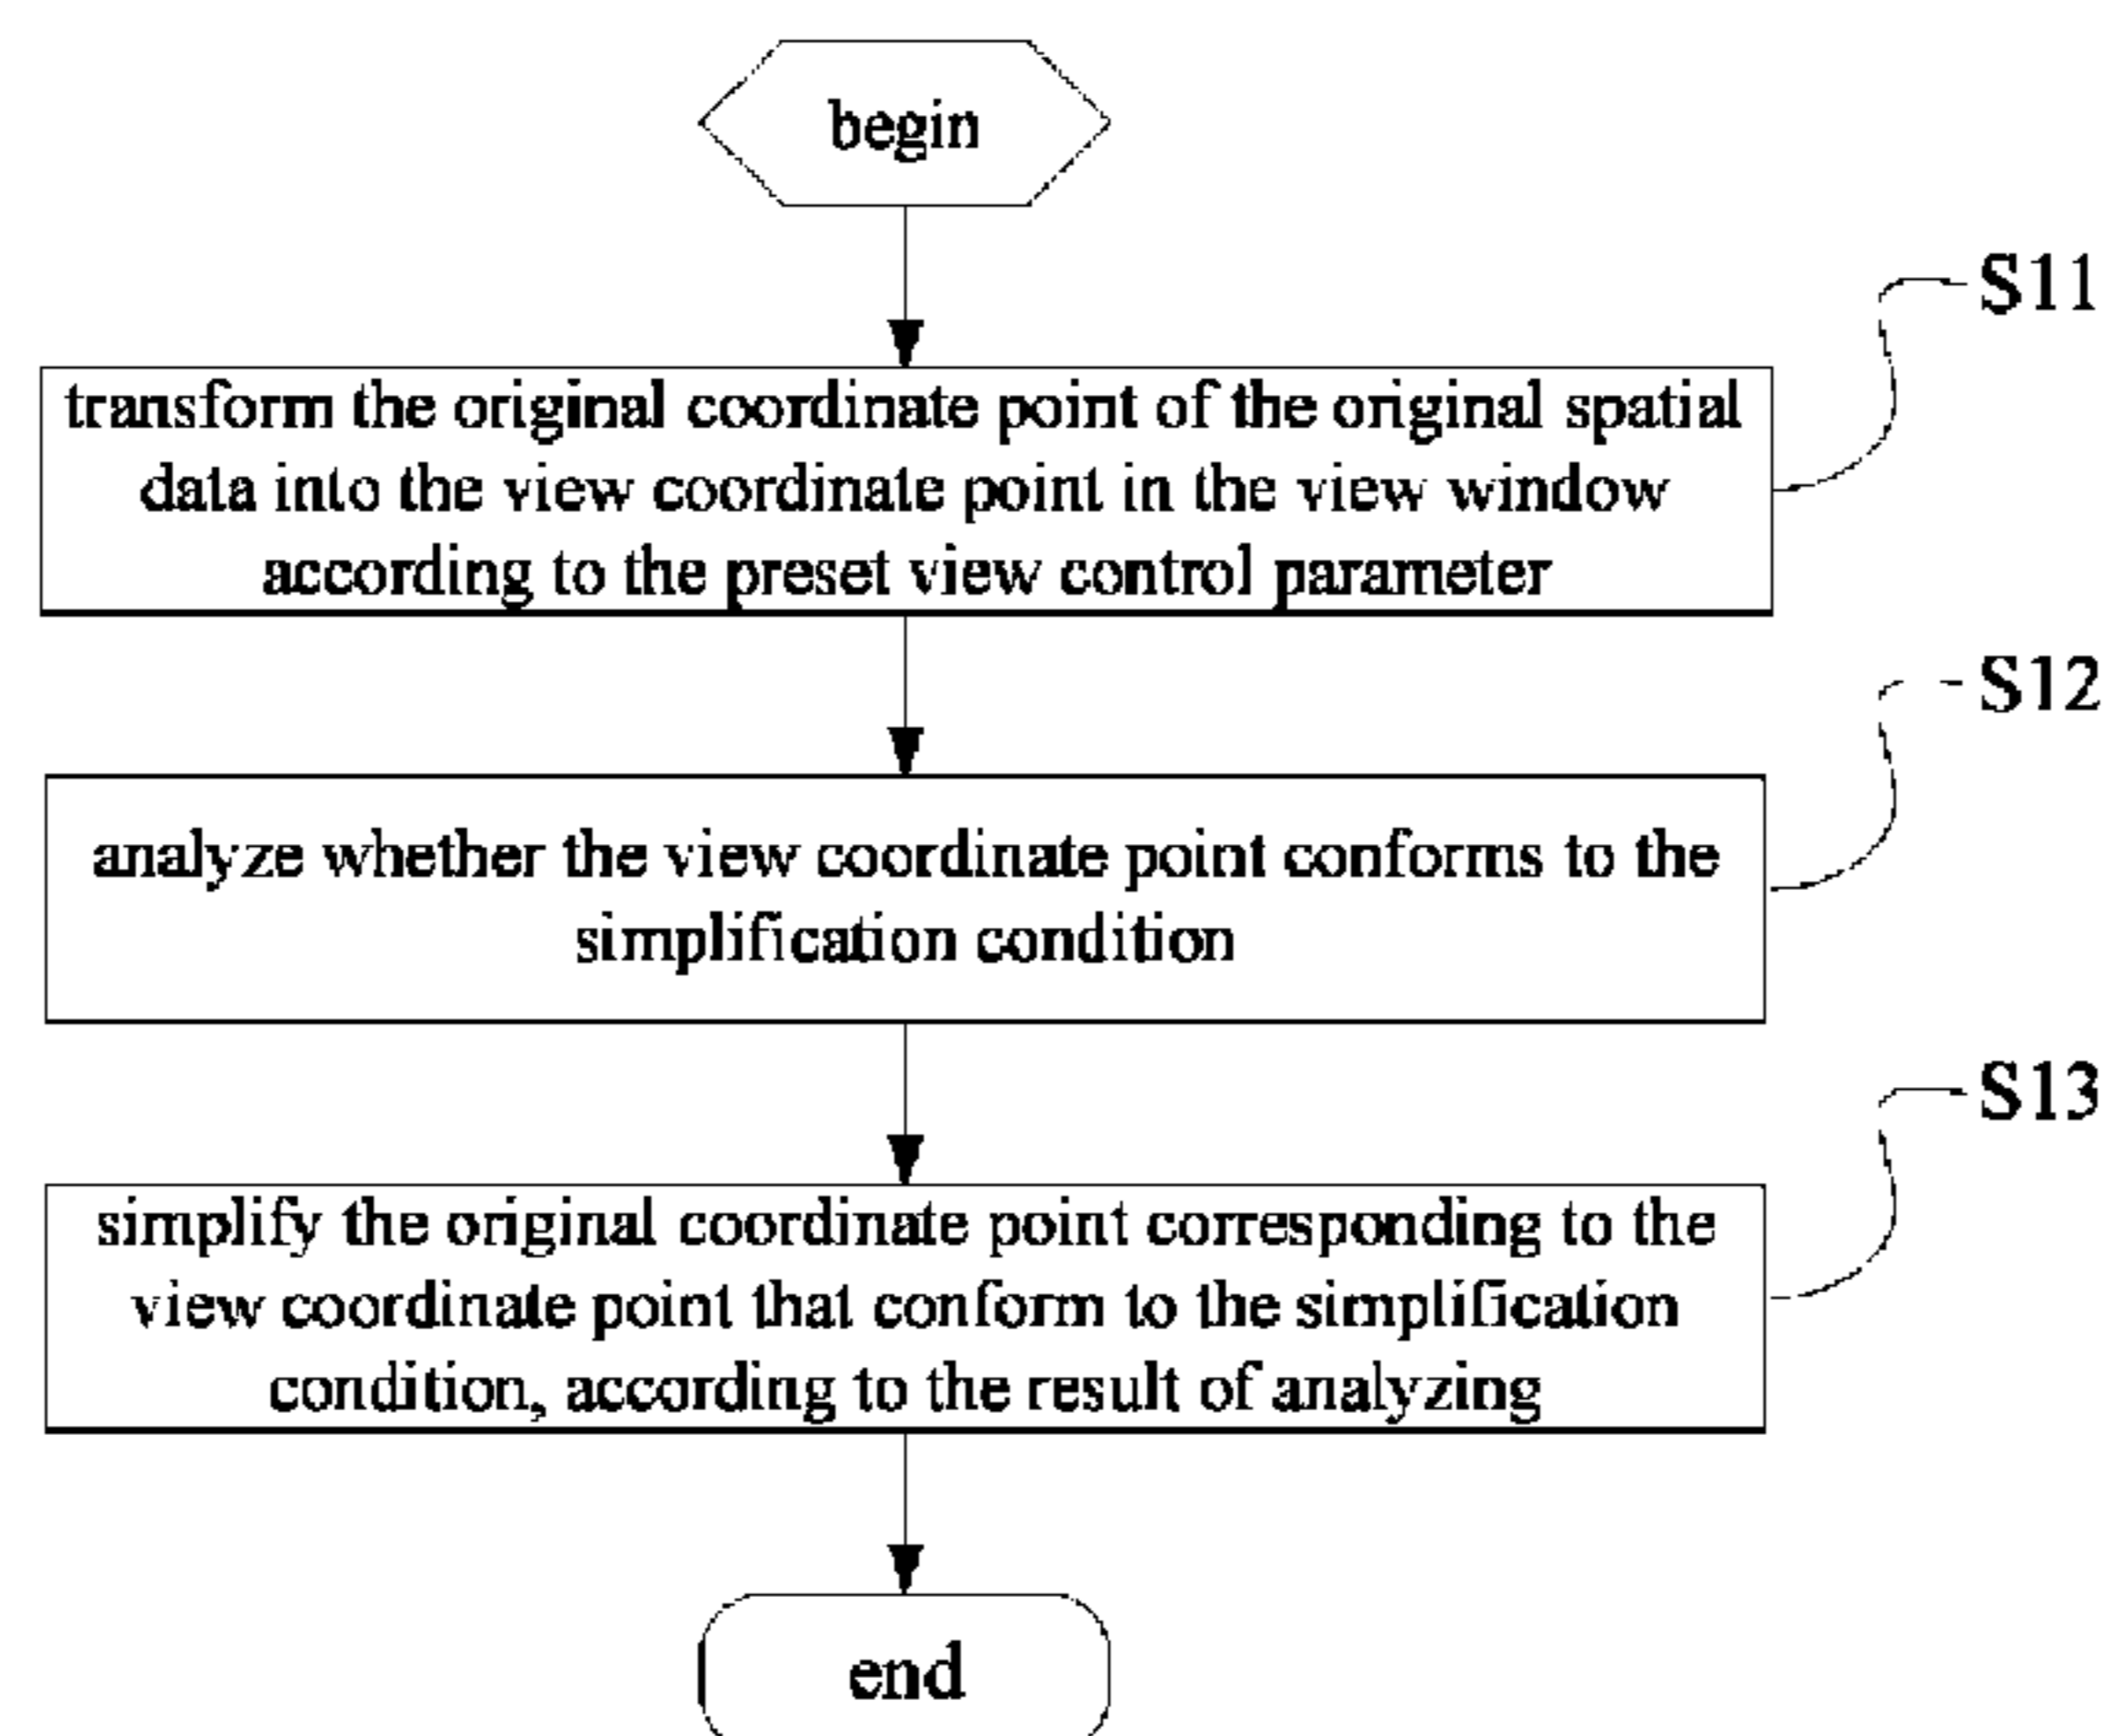 begin
S11
transform the original coordinate point of the original spatial
data into the view coordinate point in the view window
according to the preset view control parameter
S12
analyze whether the view coordinate point conforms to the
simplification condition
S13
simplify the original coordinate point corresponding to the
view coordinate point that conform to the simplification
condition, according to the result of analyzing
end